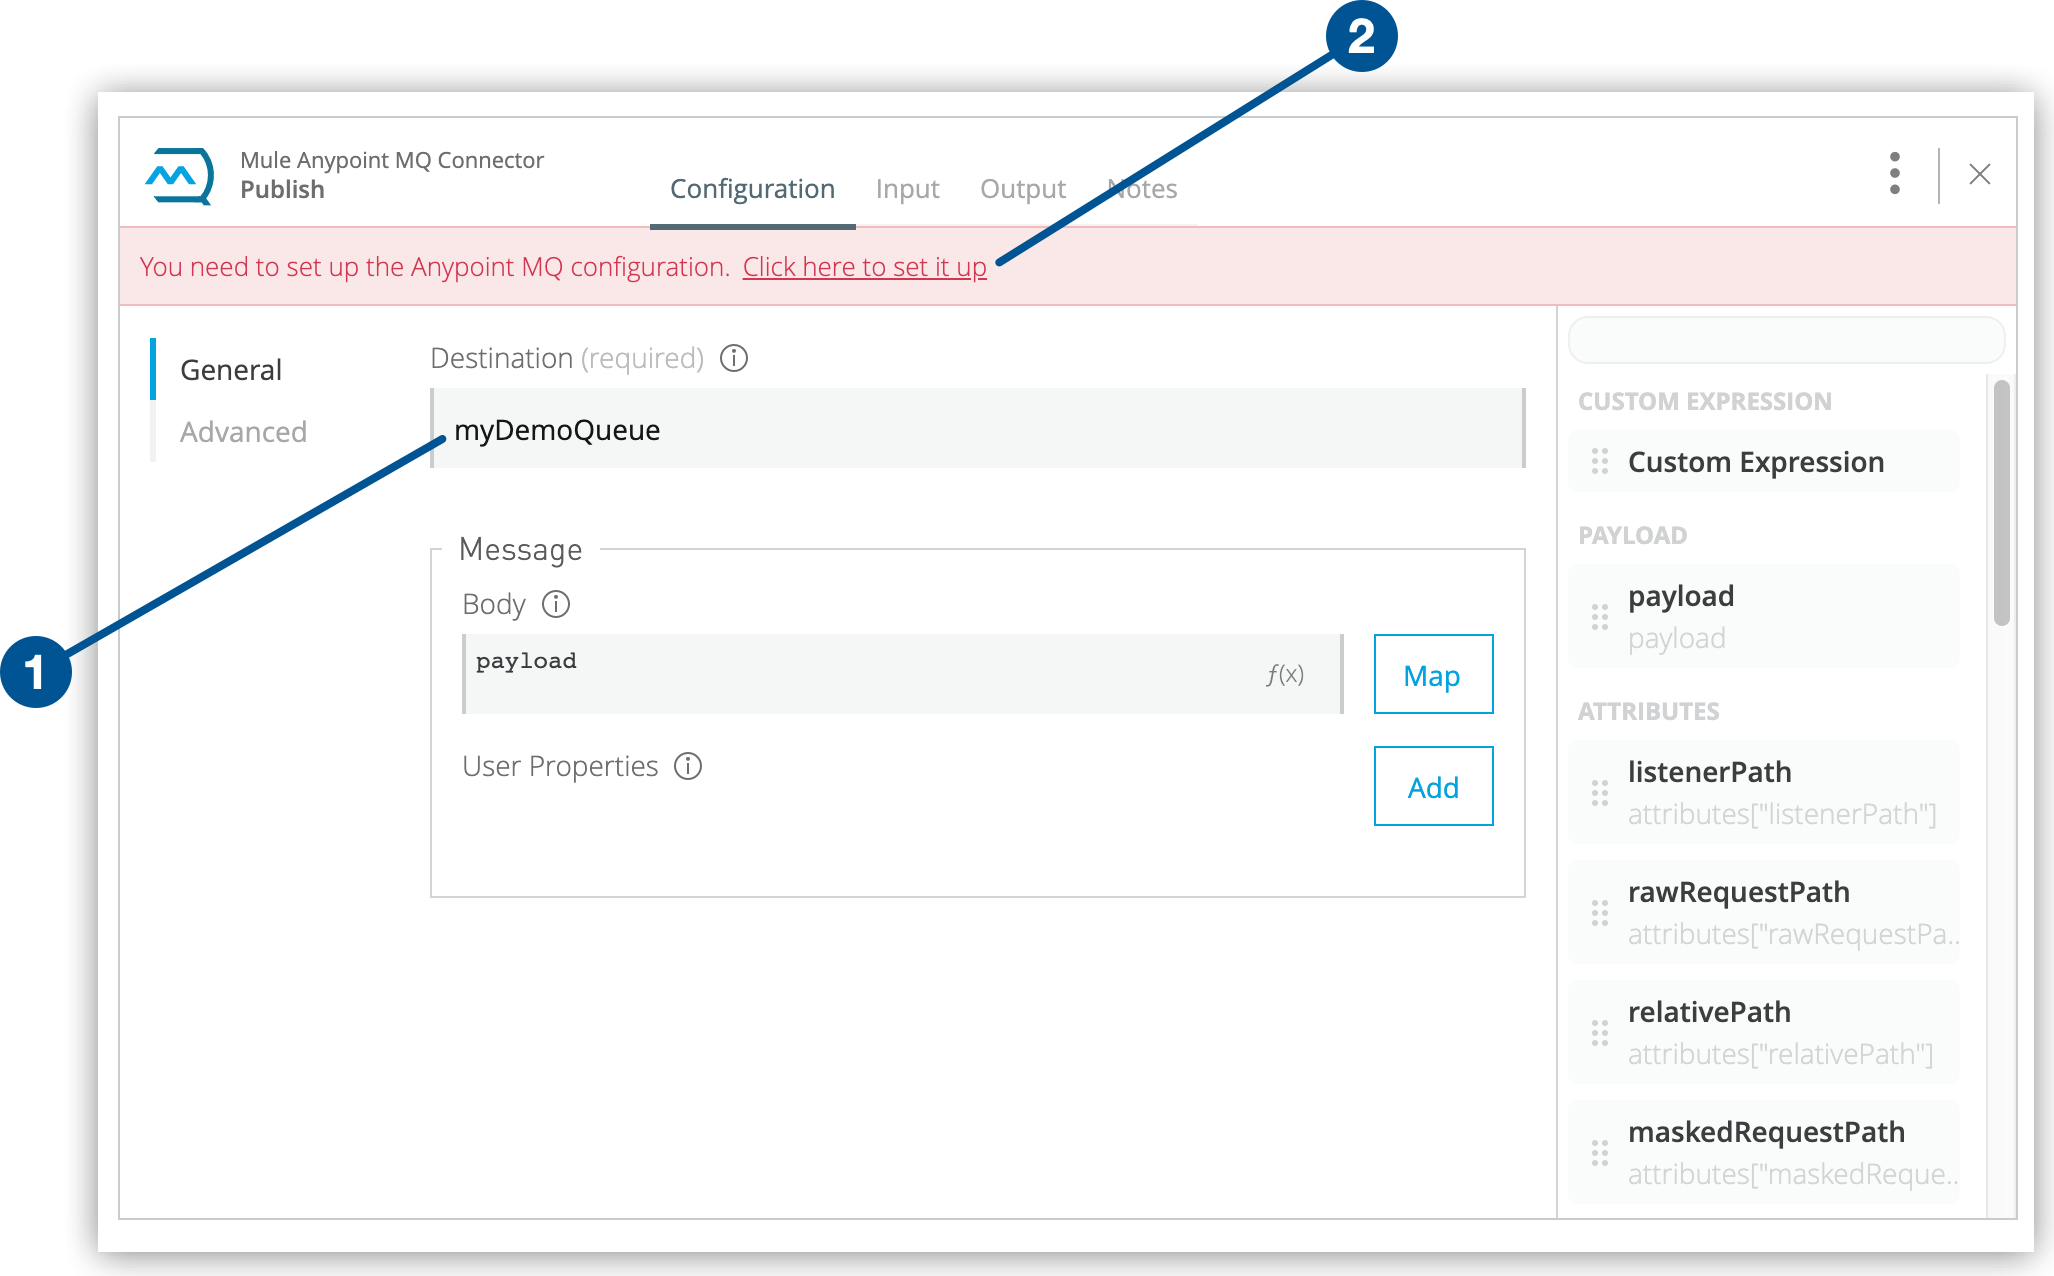 2
Mule Anypoint MQ Connector
Publish
Configuration Input Output Notes
You need to set up the Anypoint MQ configuration. Click here to set it up
General
Advanced
Destination (required)
myDemoQueue
Message
Body
payload
f(x)
Map
User Properties
Add
1
CUSTOM EXPRESSION
Custom Expression
PAYLOAD
payload
payload
ATTRIBUTES
listenerPath
attributes["listenerPath"]
rawRequestPath
attributes["rawRequestPa..
relativePath
attributes["relativePath"]
maskedRequestPath
attributes["maskedReque..